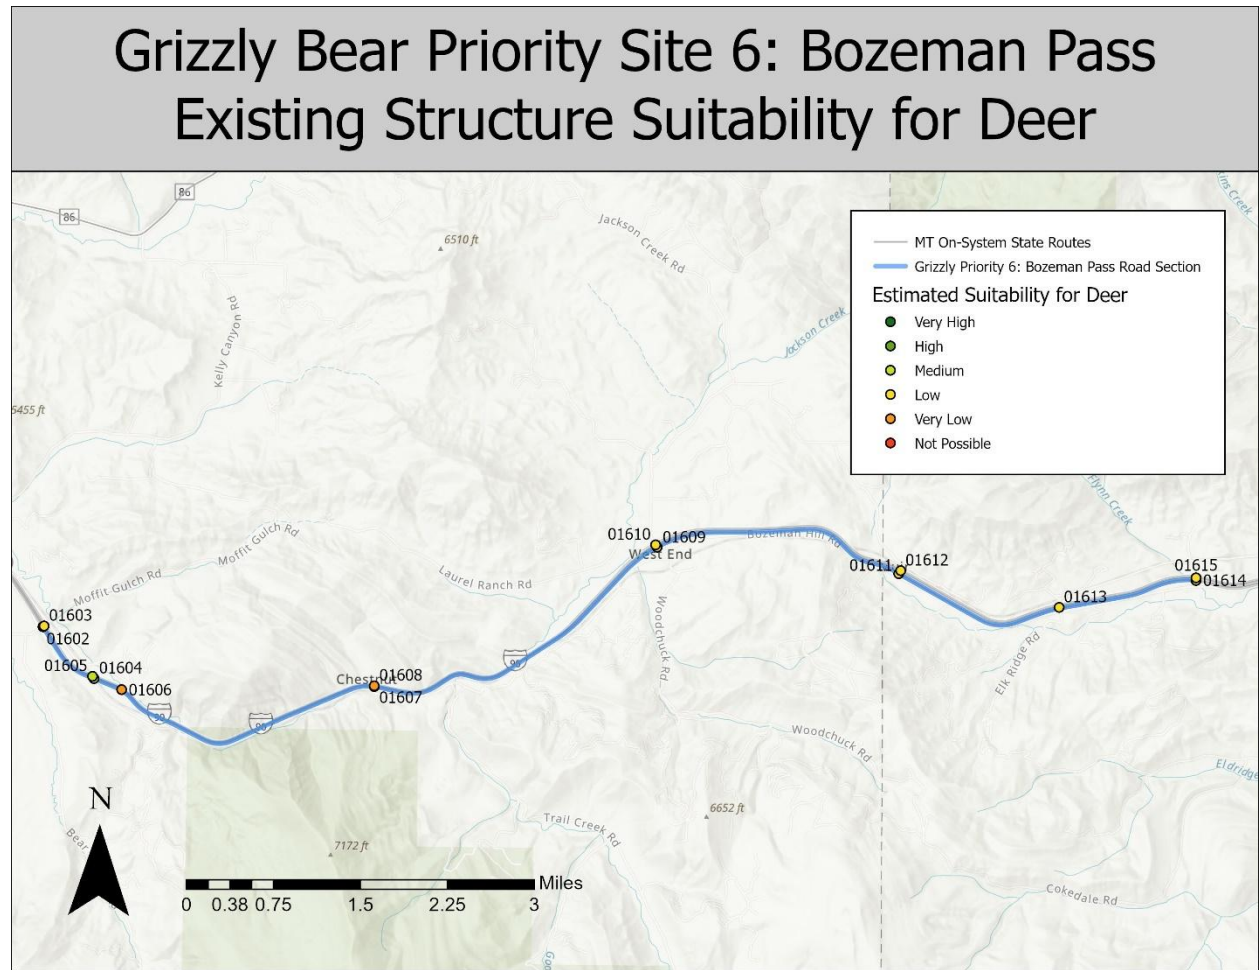 Grizzly Bear Priority Site 6: Bozeman Pass
Existing Structure Suitability for Deer
86
86
Jackson Creek Rd
6510 ft
MT On-System State Routes
Grizzly Priority 6: Bozeman Pass Road Section
Estimated Suitability for Deer
Very High
High
Medium
Low
Very Low
Not Possible
Kelly Canyon Rd
Jackson Creek
5455 ft
Flynn Creek
Moffit Gulch Rd
Moffit Gulch Rd
01610
01609
West End
Bozeman Hill Rd
01611
01612
01615
01614
Laurel Ranch Rd
Woodchuck Rd
01613
01603
01602
01605
01604
01606
Chestnut
01608
01607
90
90
90
Elk Ridge Rd
Woodchuck Rd
Eldridge
N
6652 ft
Trail Creek Rd
7172 ft
Bear
Miles
0 0.38 0.75 1.5 2.25 3
Cokedale Rd